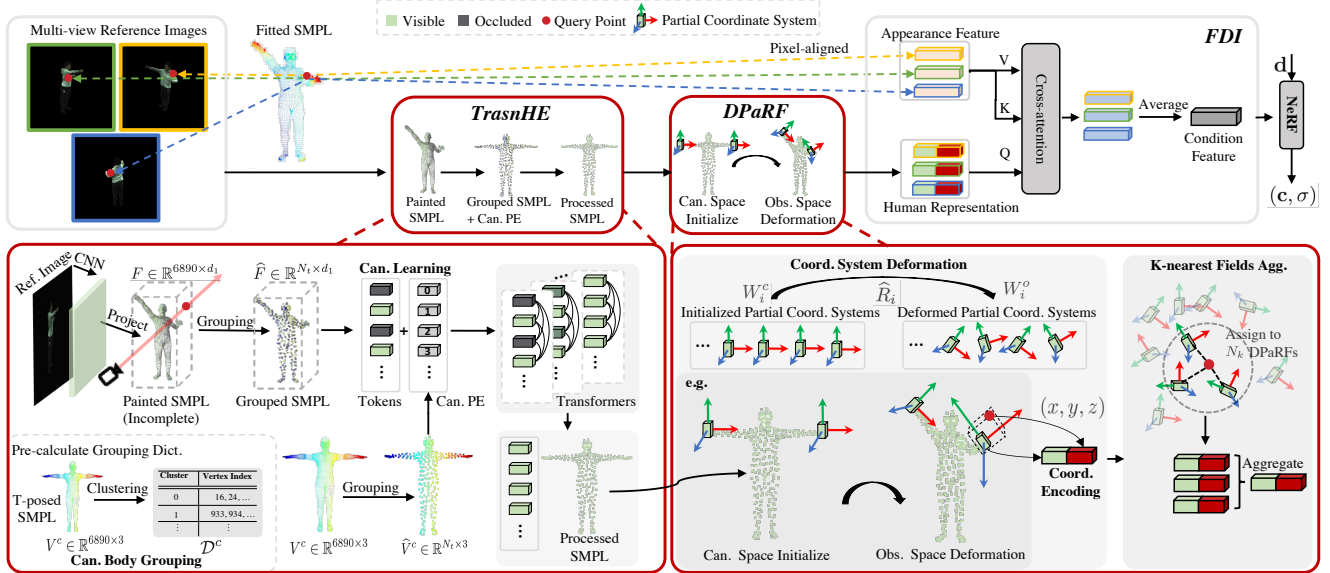 Visible
Occluded
Query Point
Partial Coordinate System
Multi-view Reference Images
Fitted SMPL
Pixel-aligned
Appearance Feature
FDI
V
K
Q
Cross-attention
Average
Condition
Feature
d
NeRF
(c, σ)
Human Representation
TrasnHE
Painted
SMPL
Grouped SMPL
+ Can. PE
Processed
SMPL
DPaRF
Can. Space
Initialize
Obs. Space
Deformation
Ref. Image
CNN
Project
F ∈ ℝ^{6890×d₁}
Grouping
F̂ ∈ ℝ^{N_t×d₁}
Painted SMPL
(Incomplete)
Grouped SMPL
Can. Learning
0
1
2
3
+
Tokens
Can. PE
Transformers
Pre-calculate Grouping Dict.
T-posed
SMPL
Clustering
Cluster
Vertex Index
0
16, 24, ...
1
933, 934, ...
V^c ∈ ℝ^{6890×3}
𝒟^c
Can. Body Grouping
Grouping
V^c ∈ ℝ^{6890×3}
V̂^c ∈ ℝ^{N_t×3}
Processed
SMPL
Coord. System Deformation
W_i^c
R̂_i
W_i^o
Initialized Partial Coord. Systems
Deformed Partial Coord. Systems
e.g.
(x, y, z)
Coord.
Encoding
Can. Space Initialize
Obs. Space Deformation
K-nearest Fields Agg.
Assign to
N_k DPaRFs
Aggregate